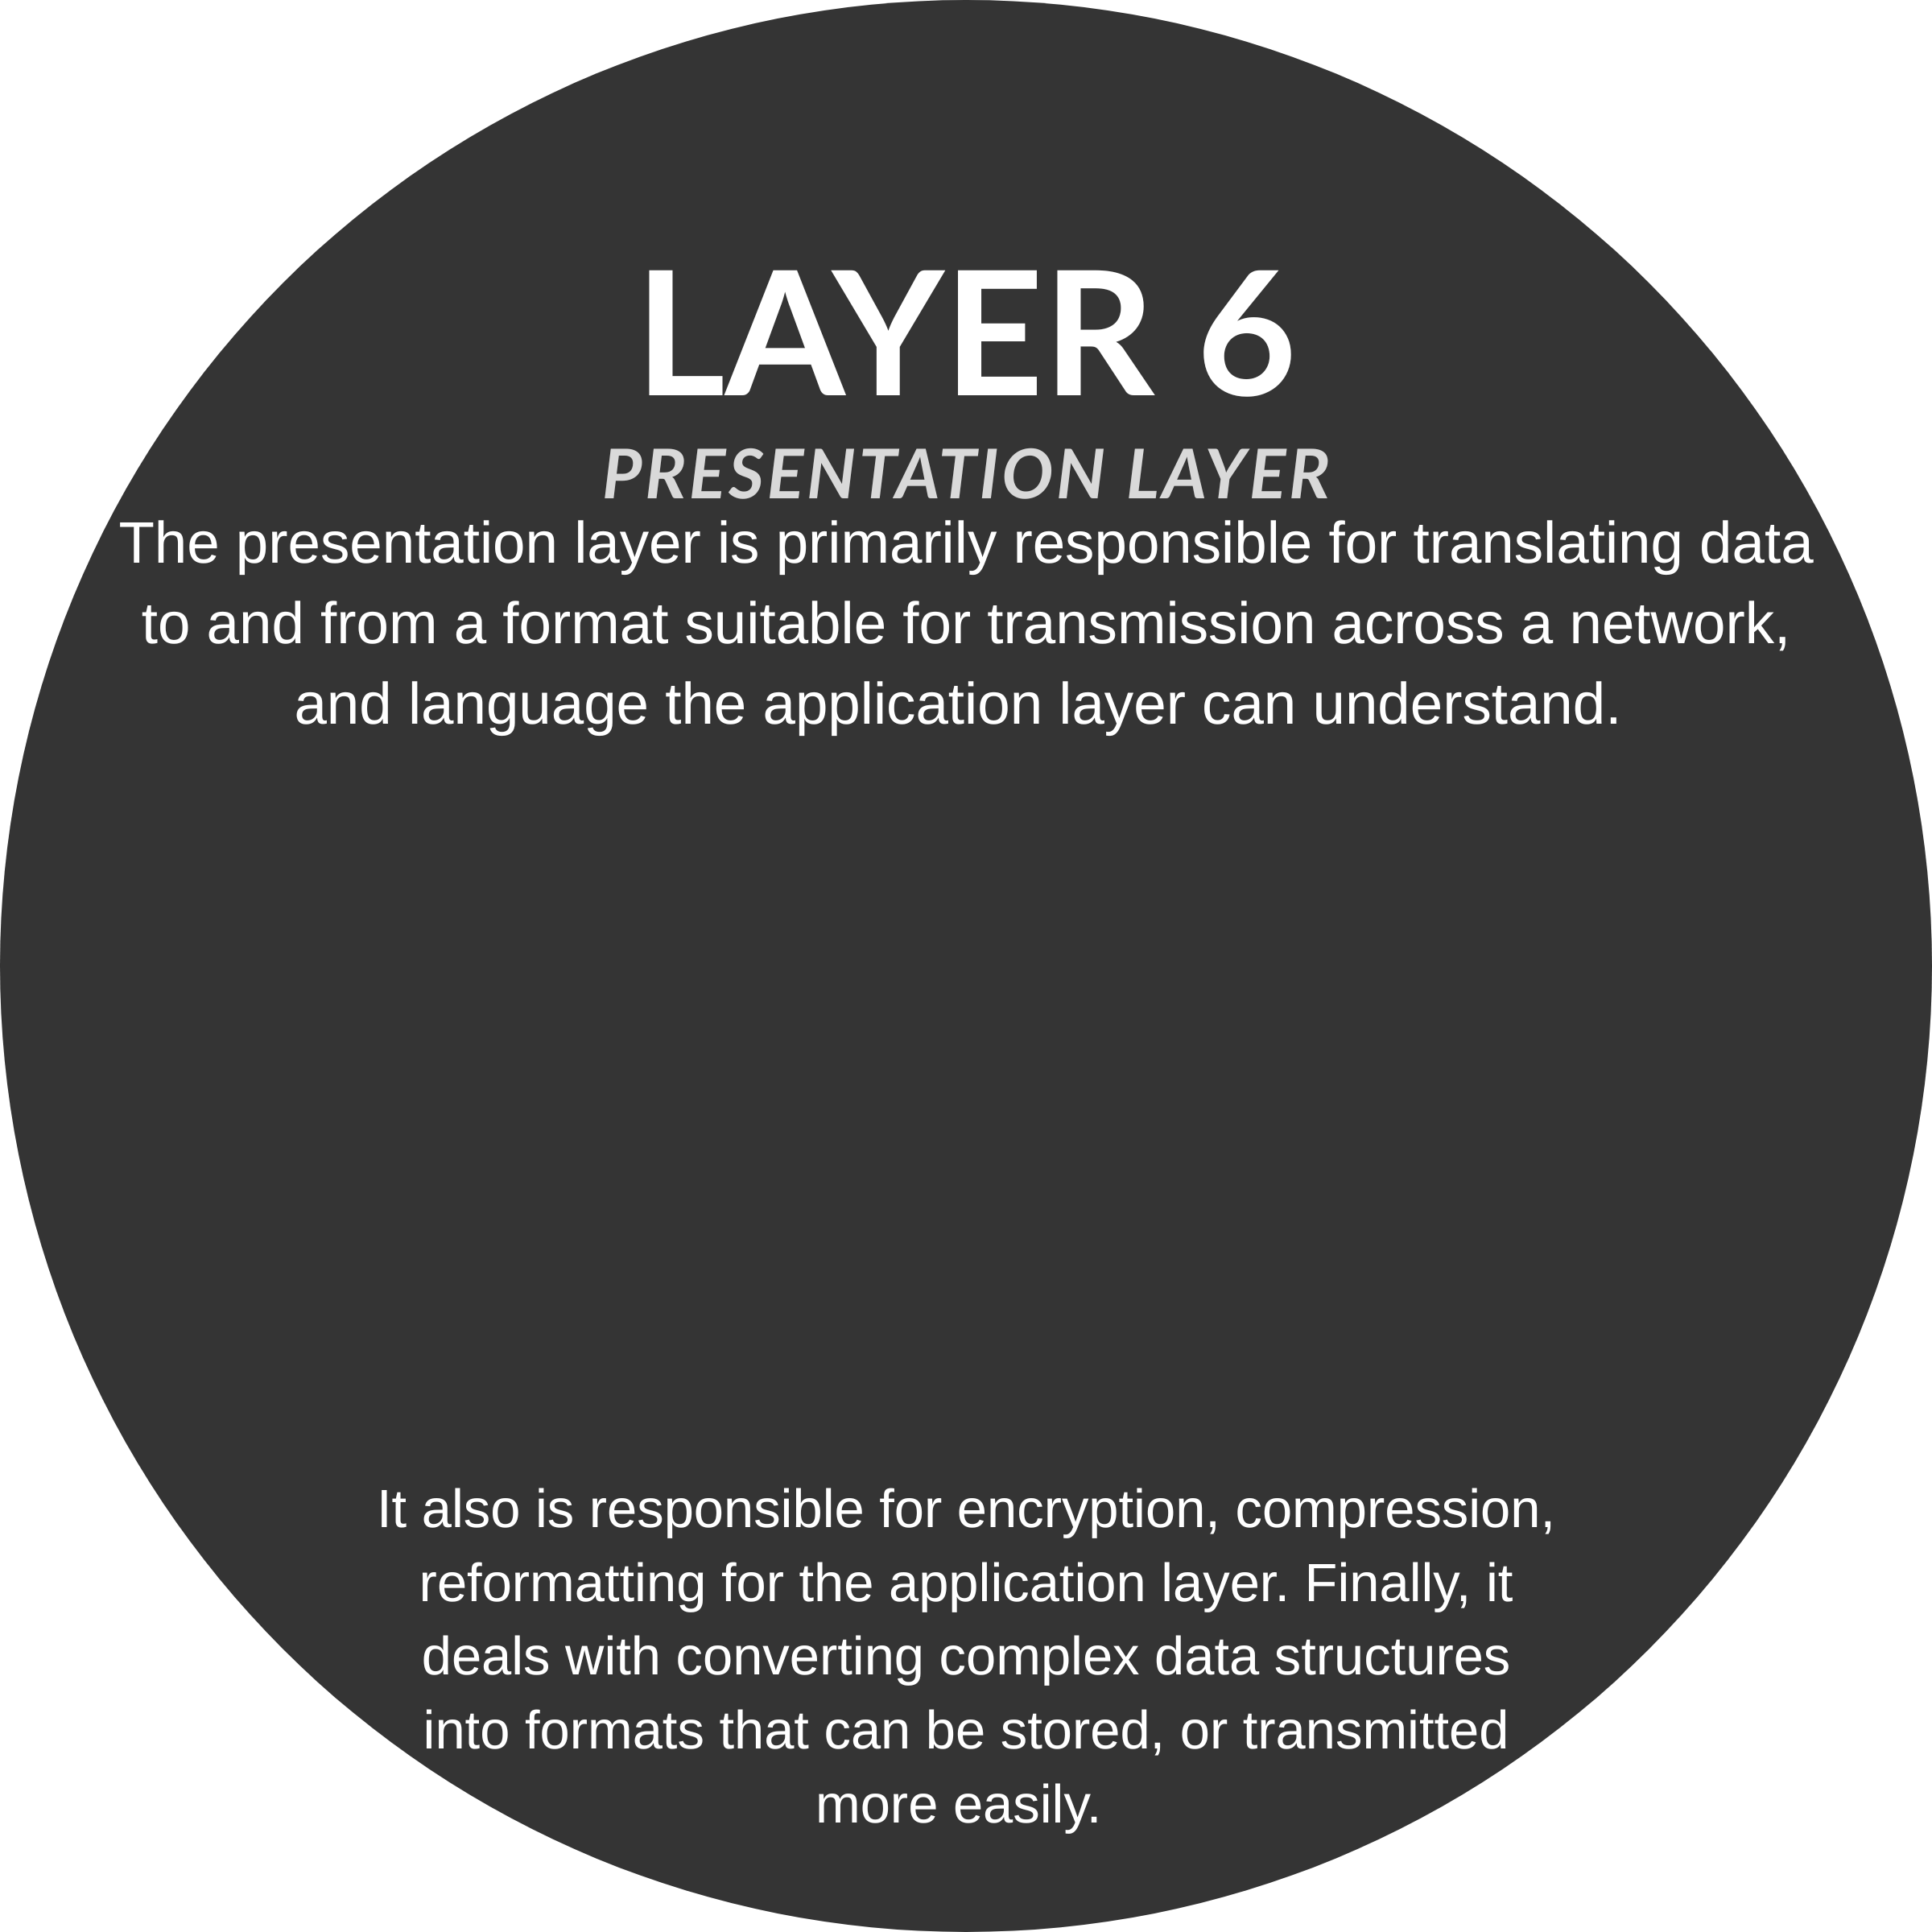 LAYER 6
PRESENTATION LAYER
The presentation layer is primarily responsible for translating data
to and from a format suitable for transmission across a network,
and language the application layer can understand.
It also is responsible for encryption, compression,
reformatting for the application layer. Finally, it
deals with converting complex data structures
into formats that can be stored, or transmitted
more easily.